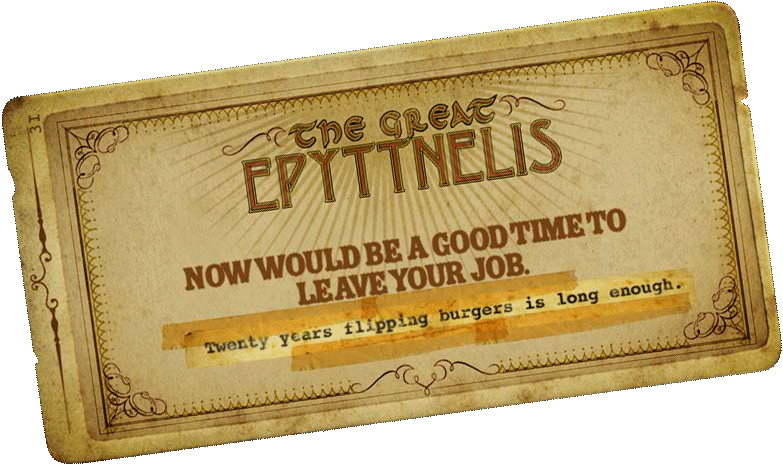 31
THE GREAT
EPYTTNELIS
NOW WOULD BE A GOOD TIME TO
LEAVE YOUR JOB.
Twenty years flipping burgers is long enough.